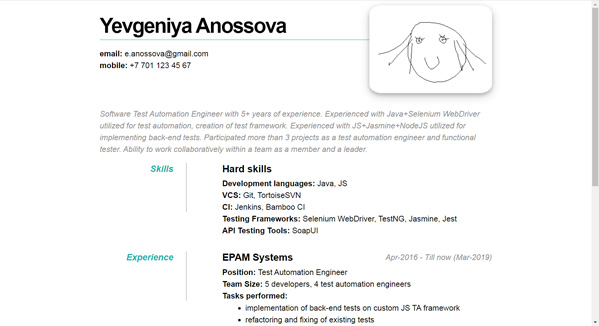 Yevgeniya Anossova
email: e.anossova@gmail.com
mobile: +7 701 123 45 67
Software Test Automation Engineer with 5+ years of experience. Experienced with Java+Selenium WebDriver
utilized for test automation, creation of test framework. Experienced with JS+Jasmine+NodeJS utilized for
implementing back-end tests. Participated more than 3 projects as a test automation engineer and functional
tester. Ability to work collaboratively within a team as a member and a leader.
Skills
Hard skills
Development languages: Java, JS
VCS: Git, TortoiseSVN
CI: Jenkins, Bamboo CI
Testing Frameworks: Selenium WebDriver, TestNG, Jasmine, Jest
API Testing Tools: SoapUI
Experience
EPAM Systems
Apr-2016 - Till now (Mar-2019)
Position: Test Automation Engineer
Team Size: 5 developers, 4 test automation engineers
Tasks performed:
• implementation of back-end tests on custom JS TA framework
• refactoring and fixing of existing tests